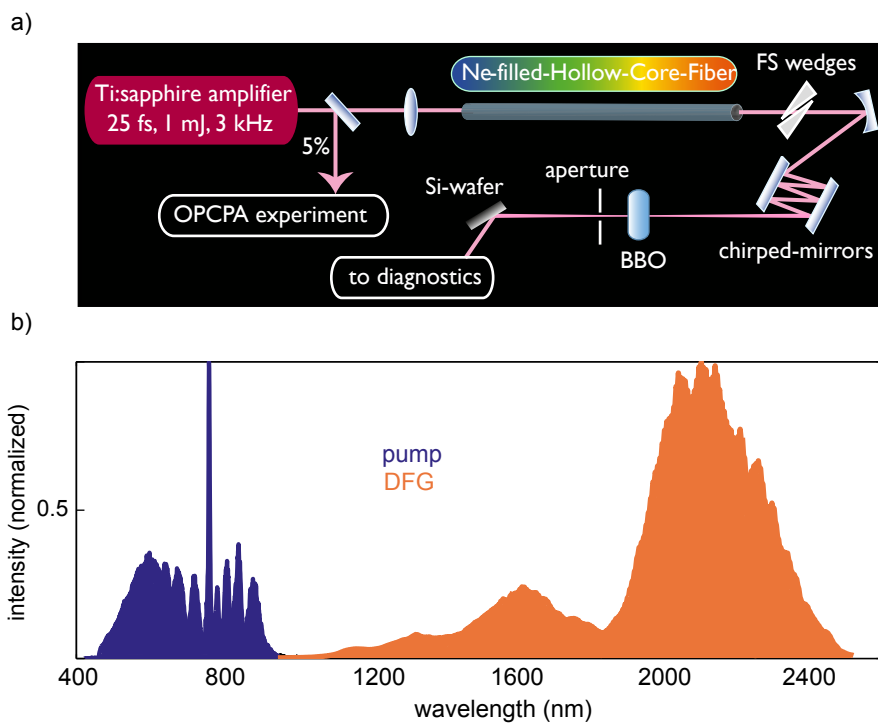 a)
Ne-filled-Hollow-Core-Fiber
FS wedges
Ti:sapphire amplifier
25 fs, 1 mJ, 3 kHz
5%
OPCPA experiment
Si-wafer
aperture
BBO
chirped-mirrors
to diagnostics
b)
intensity (normalized)
0.5
pump
DFG
400
800
1200
1600
2000
2400
wavelength (nm)